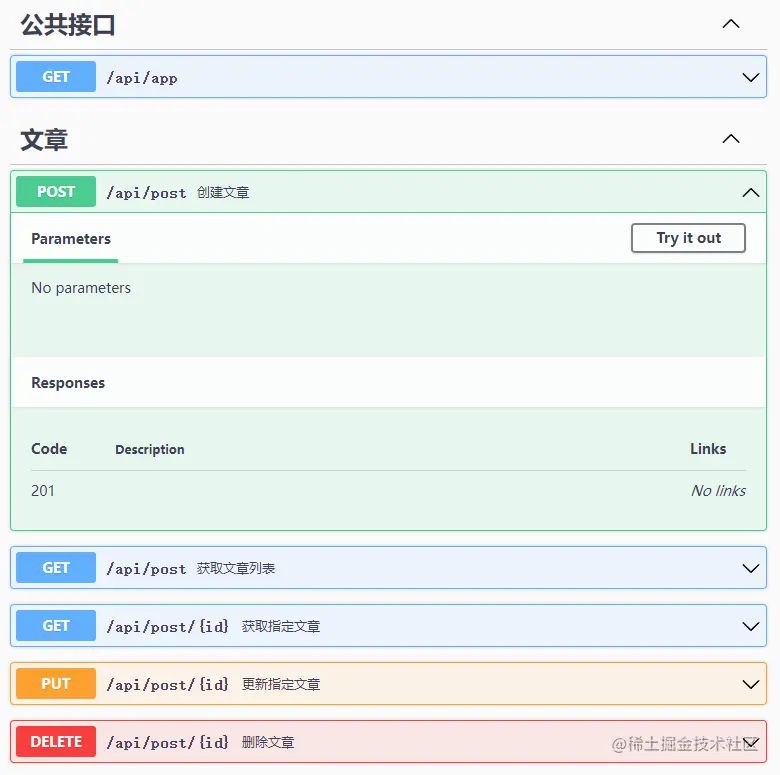 公共接口
GET /api/app
文章
POST /api/post 创建文章
Parameters Try it out
No parameters
Responses
Code Description Links
201 No links
GET /api/post 获取文章列表
GET /api/post/{id} 获取指定文章
PUT /api/post/{id} 更新指定文章
DELETE /api/post/{id} 删除文章
@稀土掘金技术社区